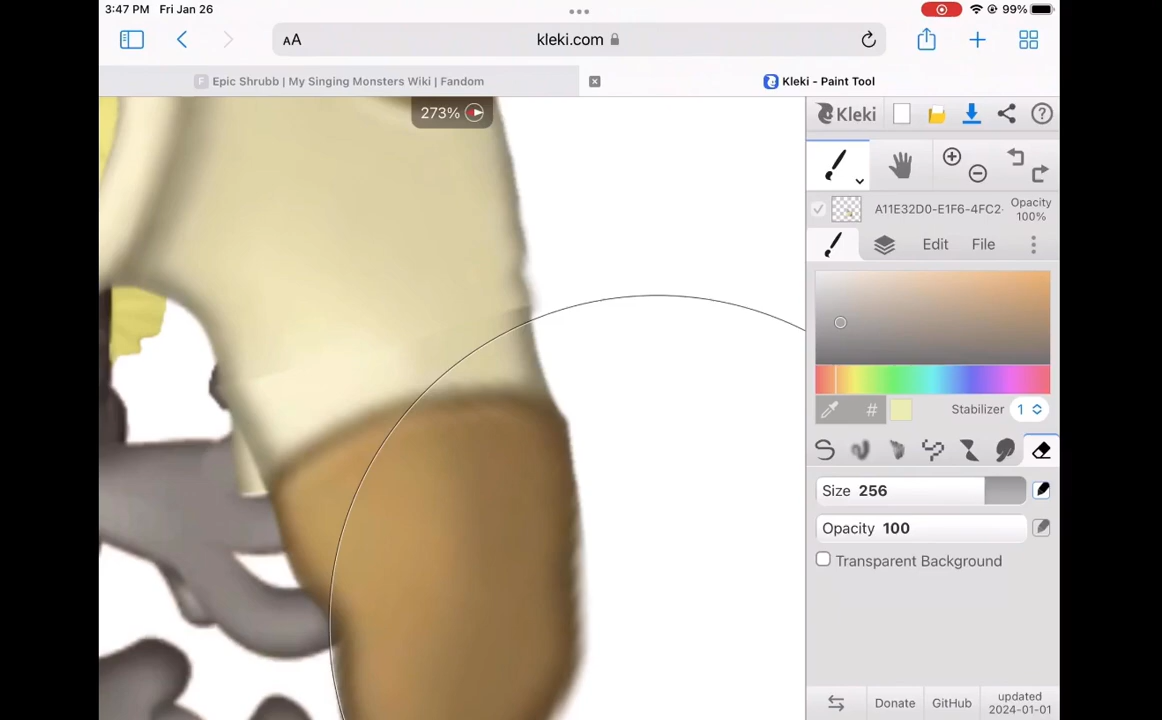 3:47 PM Fri Jan 26
99%
AA
kleki.com
Epic Shrubb | My Singing Monsters Wiki | Fandom
Kleki - Paint Tool
273%
Kleki
A11E32D0-E1F6-4FC2-
Opacity
100%
Edit
File
#
Stabilizer
1
Size 256
Opacity 100
Transparent Background
Donate
GitHub
updated
2024-01-01